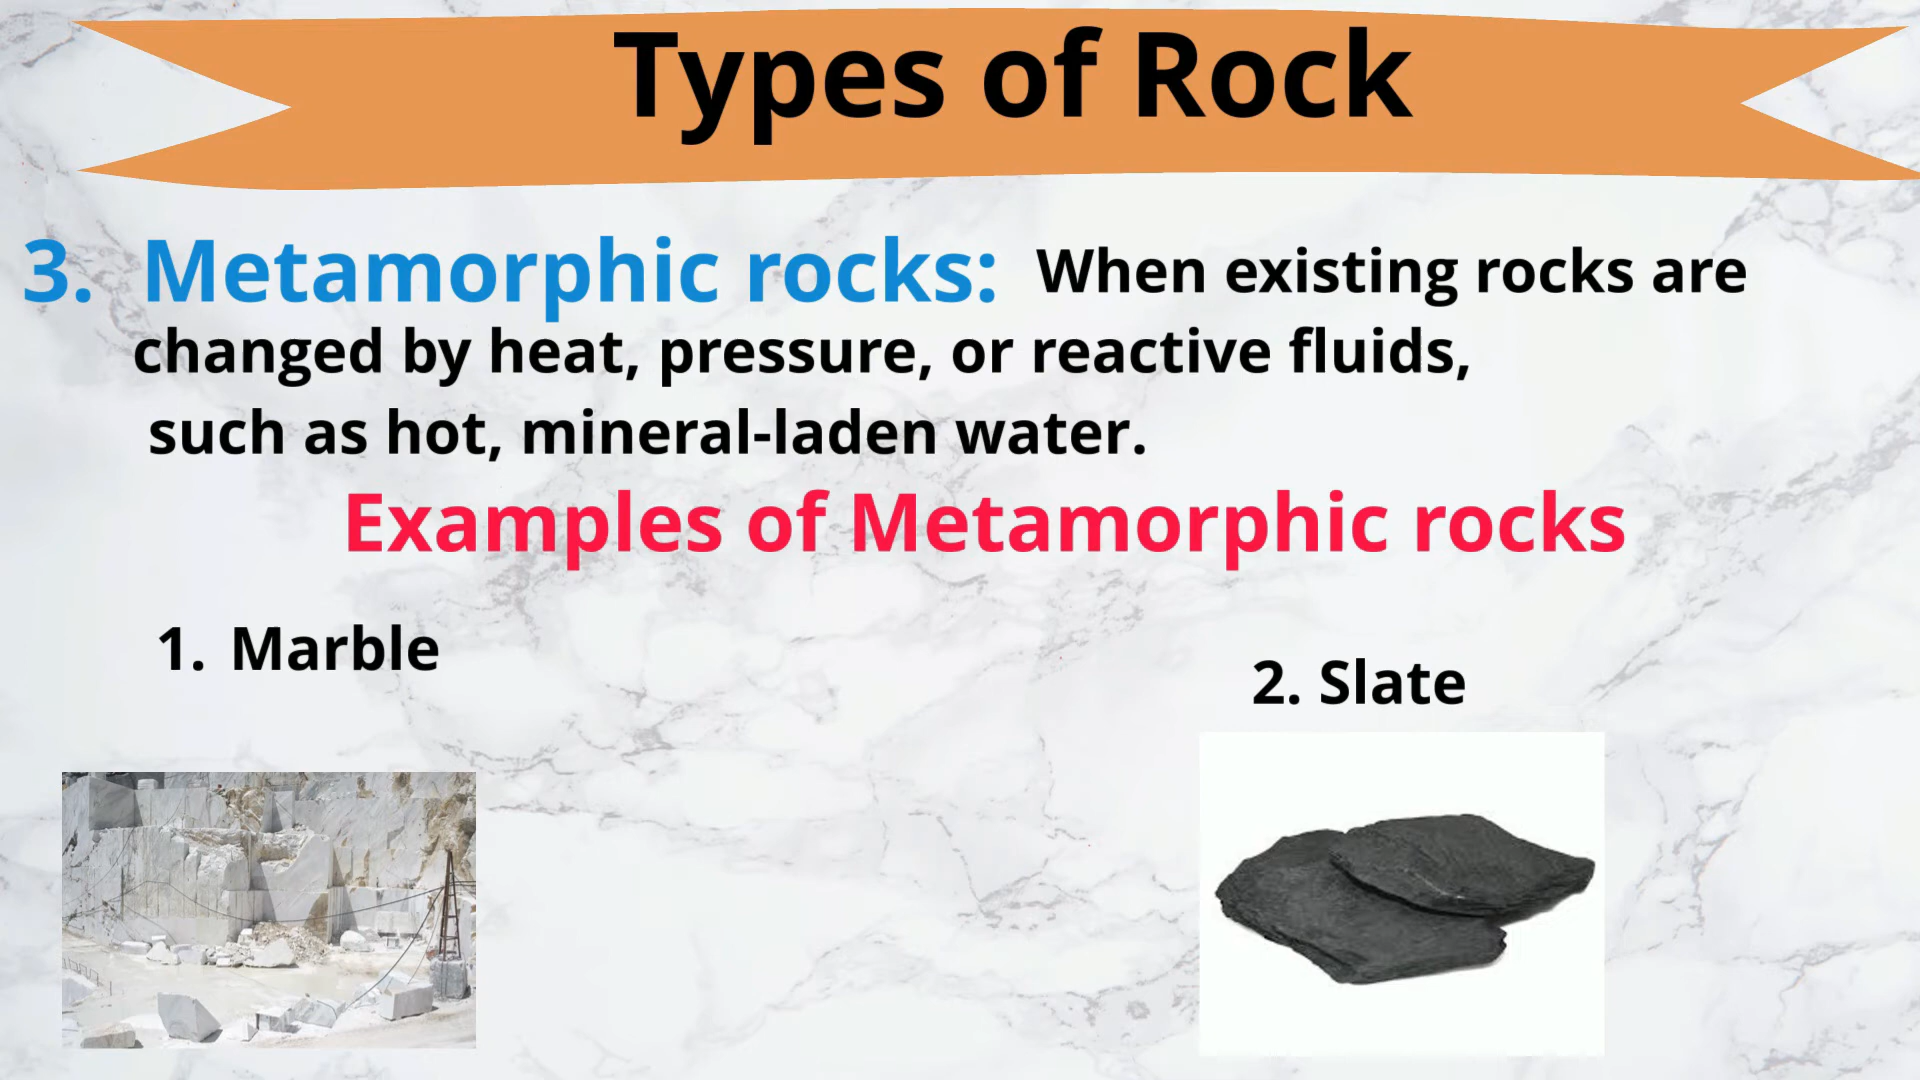 Types of Rock
3. Metamorphic rocks: When existing rocks are
changed by heat, pressure, or reactive fluids,
such as hot, mineral-laden water.
Examples of Metamorphic rocks
1. Marble
2. Slate